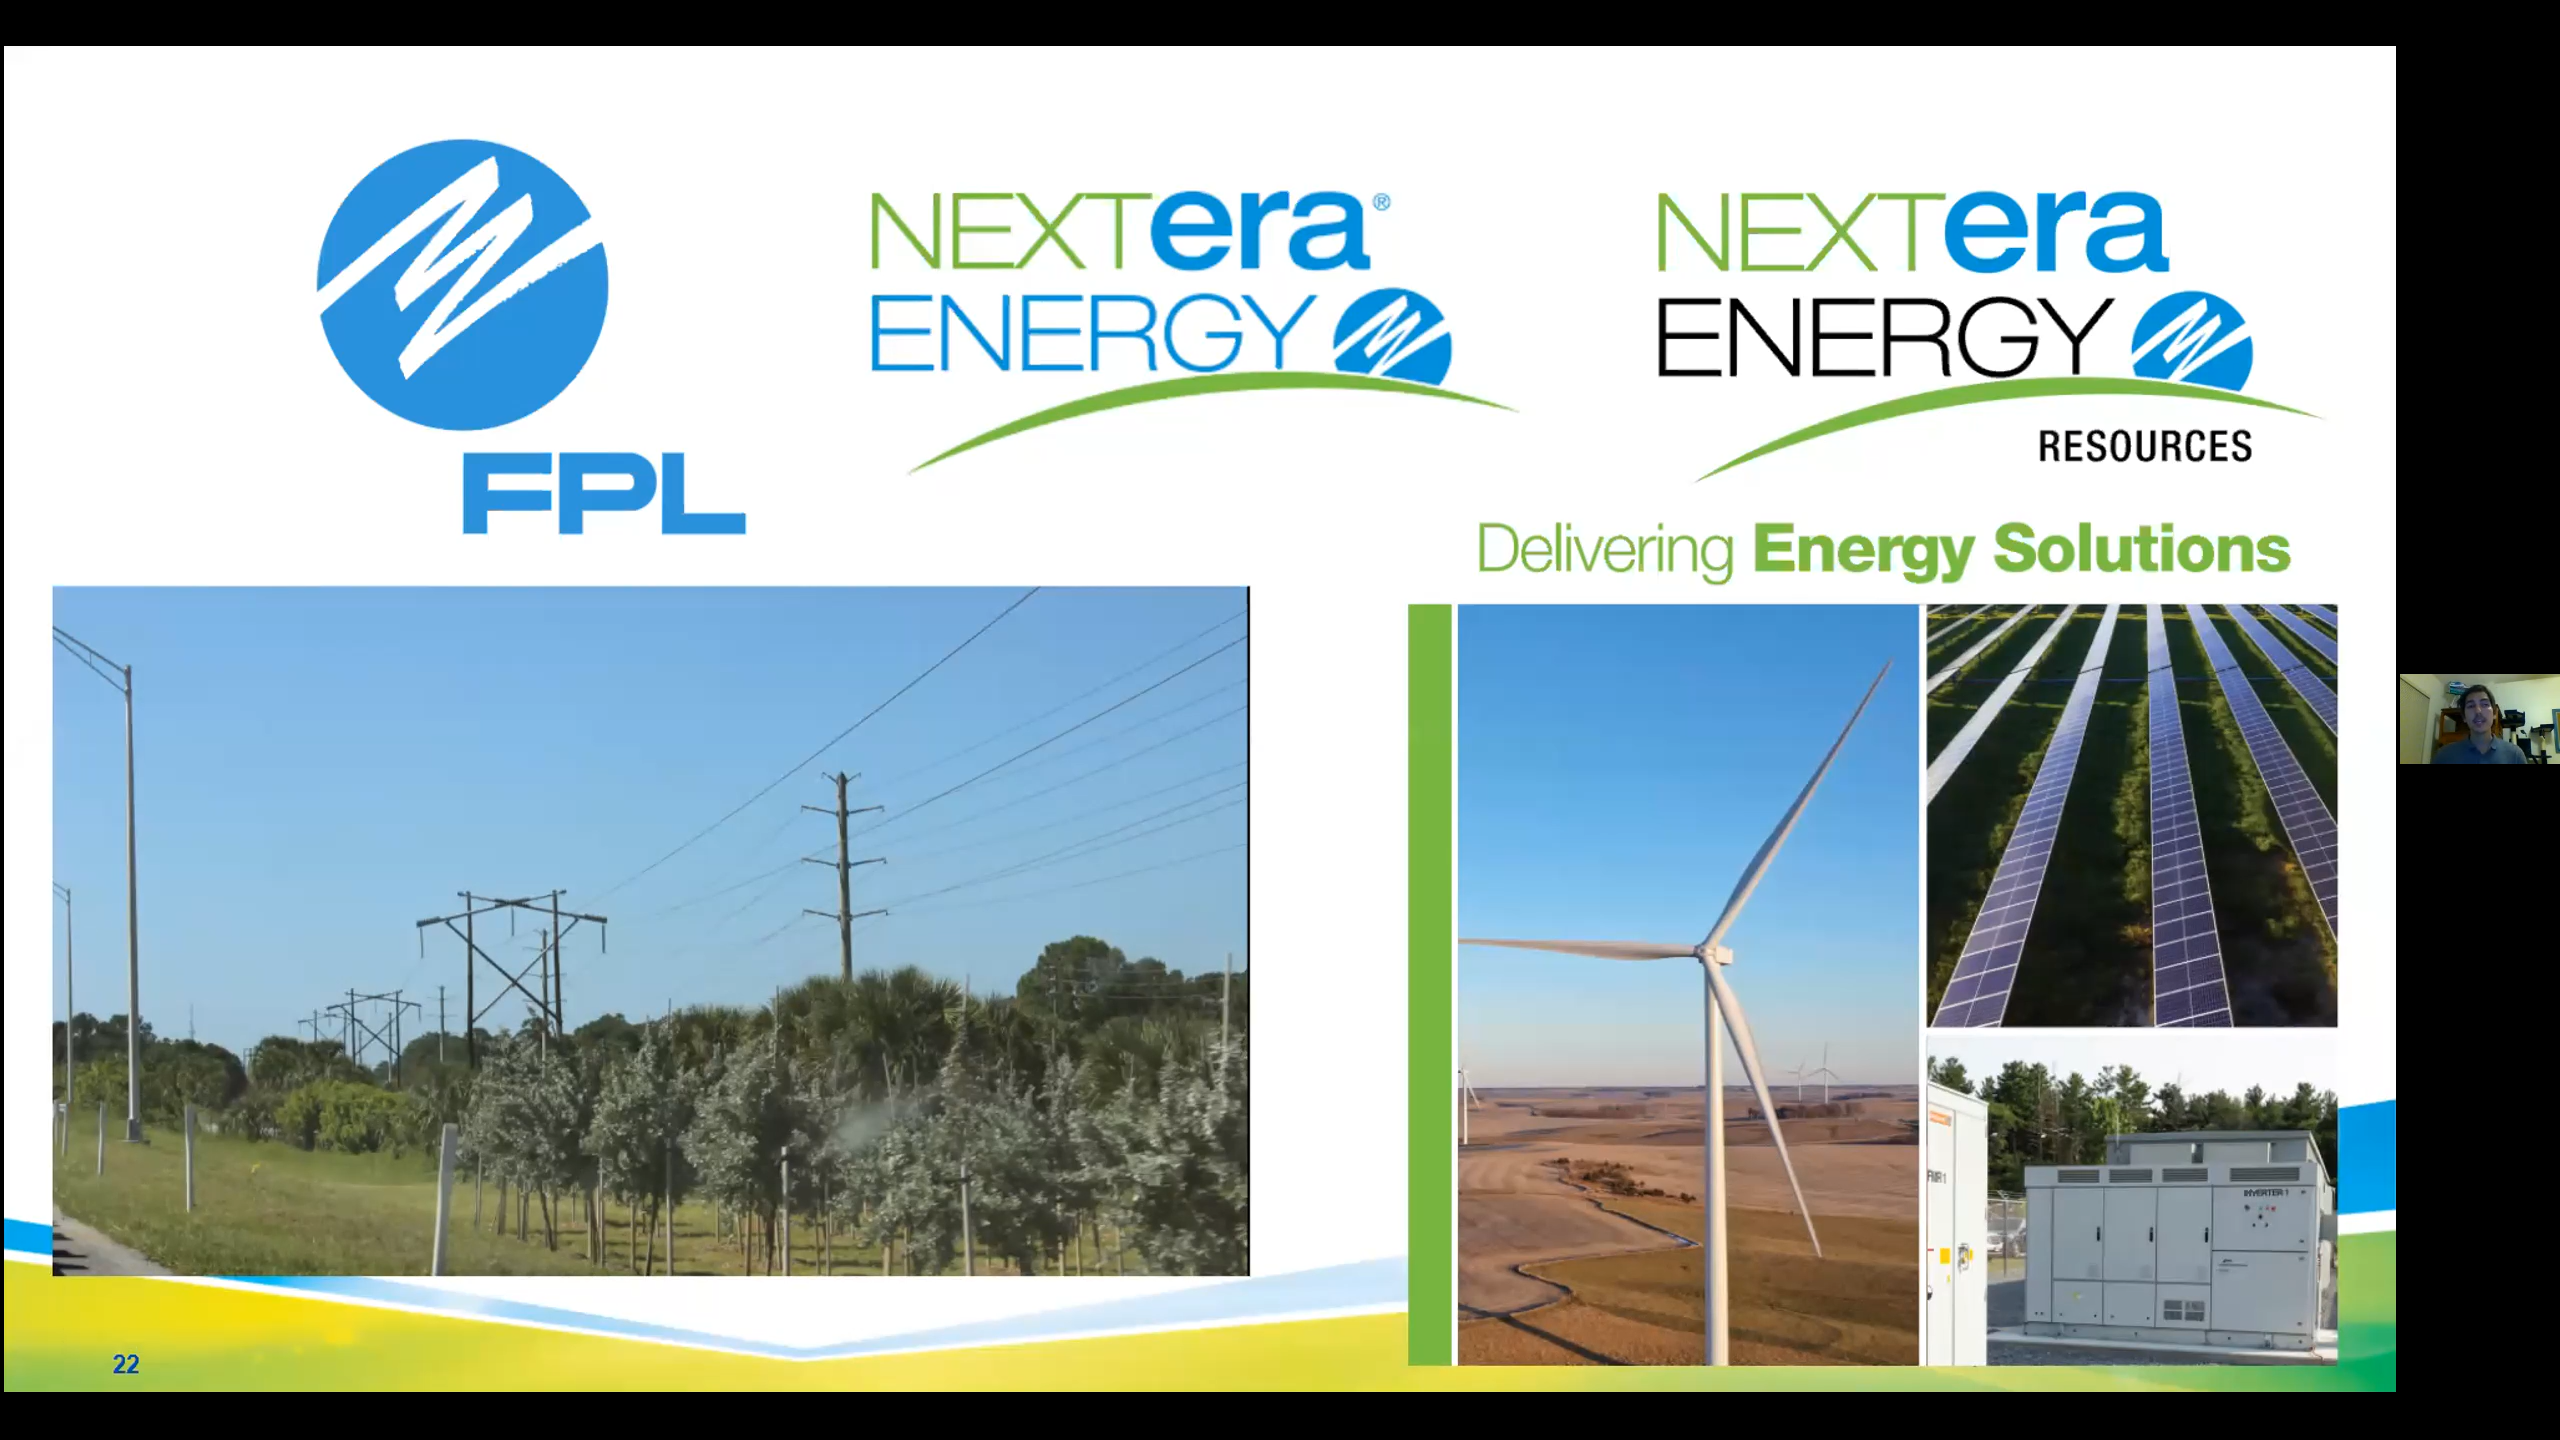 FPL
NEXTera®
ENERGY
NEXTera
ENERGY
RESOURCES
Delivering Energy Solutions
INVERTER 1
22